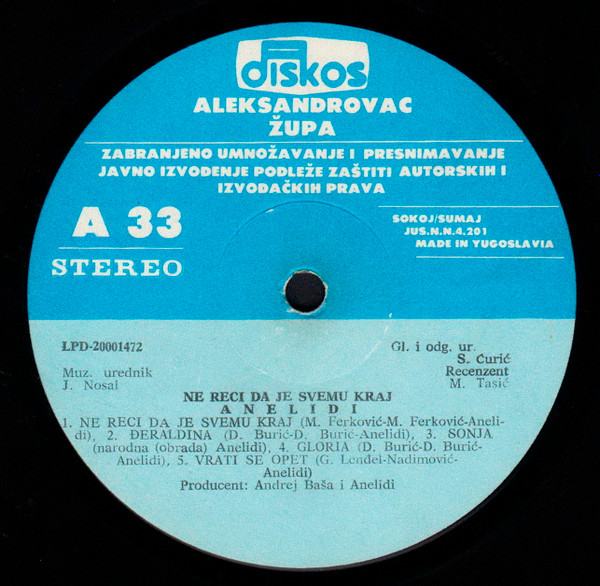 diskos
ALEKSANDROVAC
ŽUPA
ZABRANJENO UMNOŽAVANJE I PRESNIMAVANJE
JAVNO IZVOĐENJE PODLEŽE ZAŠTITI AUTORSKIH I
IZVOĐAČKIH PRAVA
A 33
STEREO
SOKOJ/SUMAJ
JUS.N.N.4.201
MADE IN YUGOSLAVIA
LPD-20001472
Muz. urednik
J. Nosal
Gl. i odg. ur.
S. Ćurić
Recenzent
M. Tasić
NE RECI DA JE SVEMU KRAJ
ANELIDI
1. NE RECI DA JE SVEMU KRAJ (M. Ferković-M. Ferković-Aneli-
di), 2. ĐERALDINA (D. Burić-D. Burić-Anelidi), 3. SONJA
(narodna (obrada) Anelidi), 4. GLORIA (D. Burić-D. Burić-
Anelidi), 5. VRATI SE OPET (G. Lendel-Nadimović-
Anelidi)
Producent: Andrej Baša i Anelidi